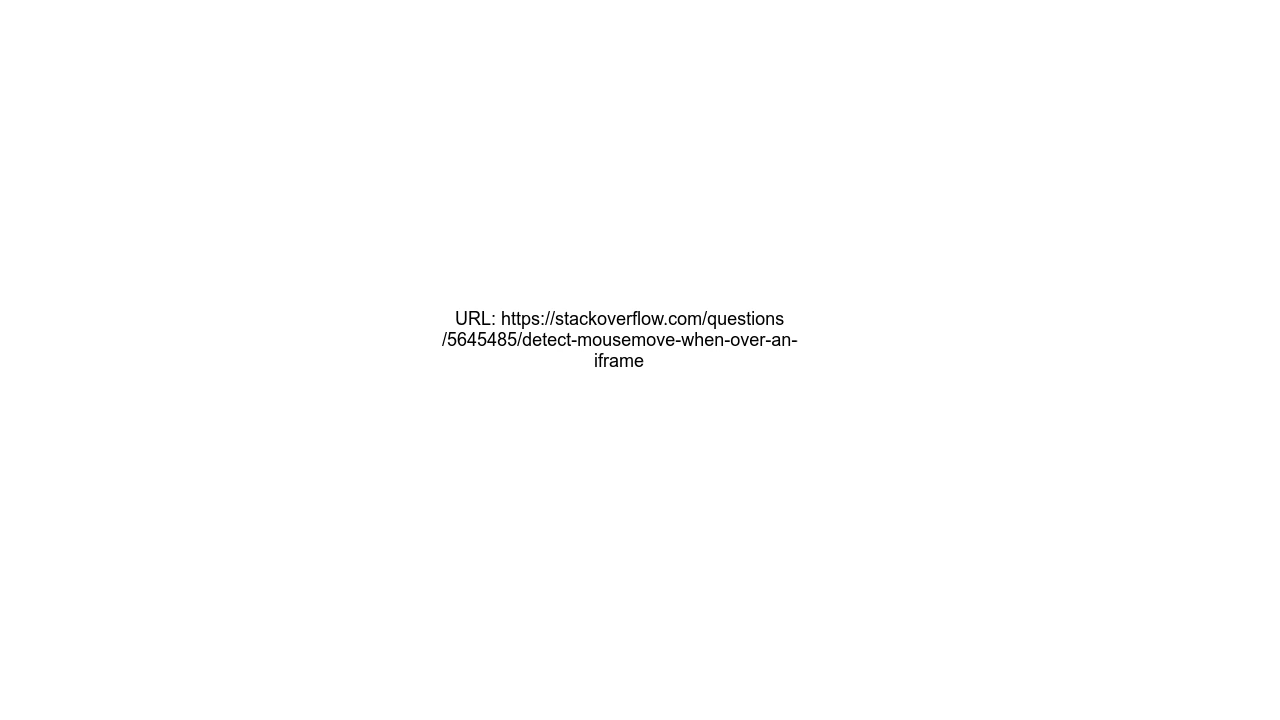 URL: https://stackoverflow.com/questions
/5645485/detect-mousemove-when-over-an-
iframe